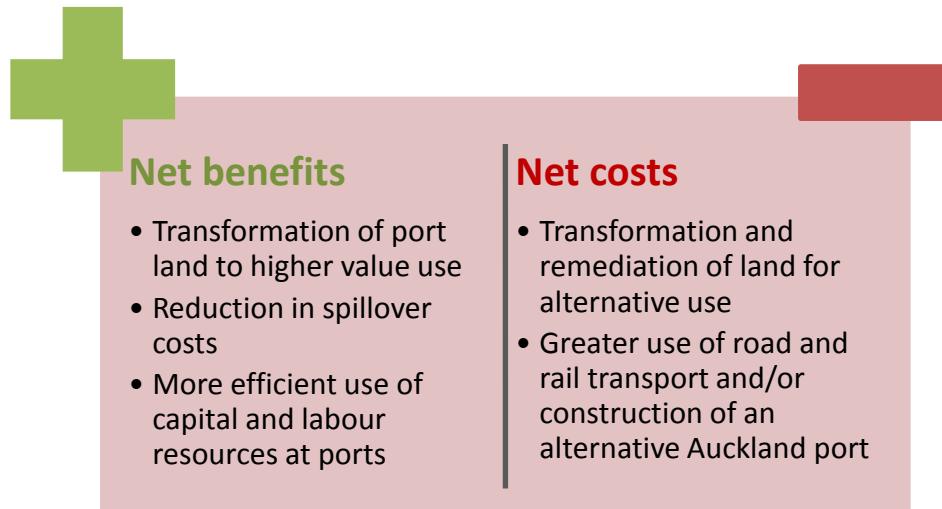 Net benefits
• Transformation of port
land to higher value use
• Reduction in spillover
costs
• More efficient use of
capital and labour
resources at ports
Net costs
• Transformation and
remediation of land for
alternative use
• Greater use of road and
rail transport and/or
construction of an
alternative Auckland port